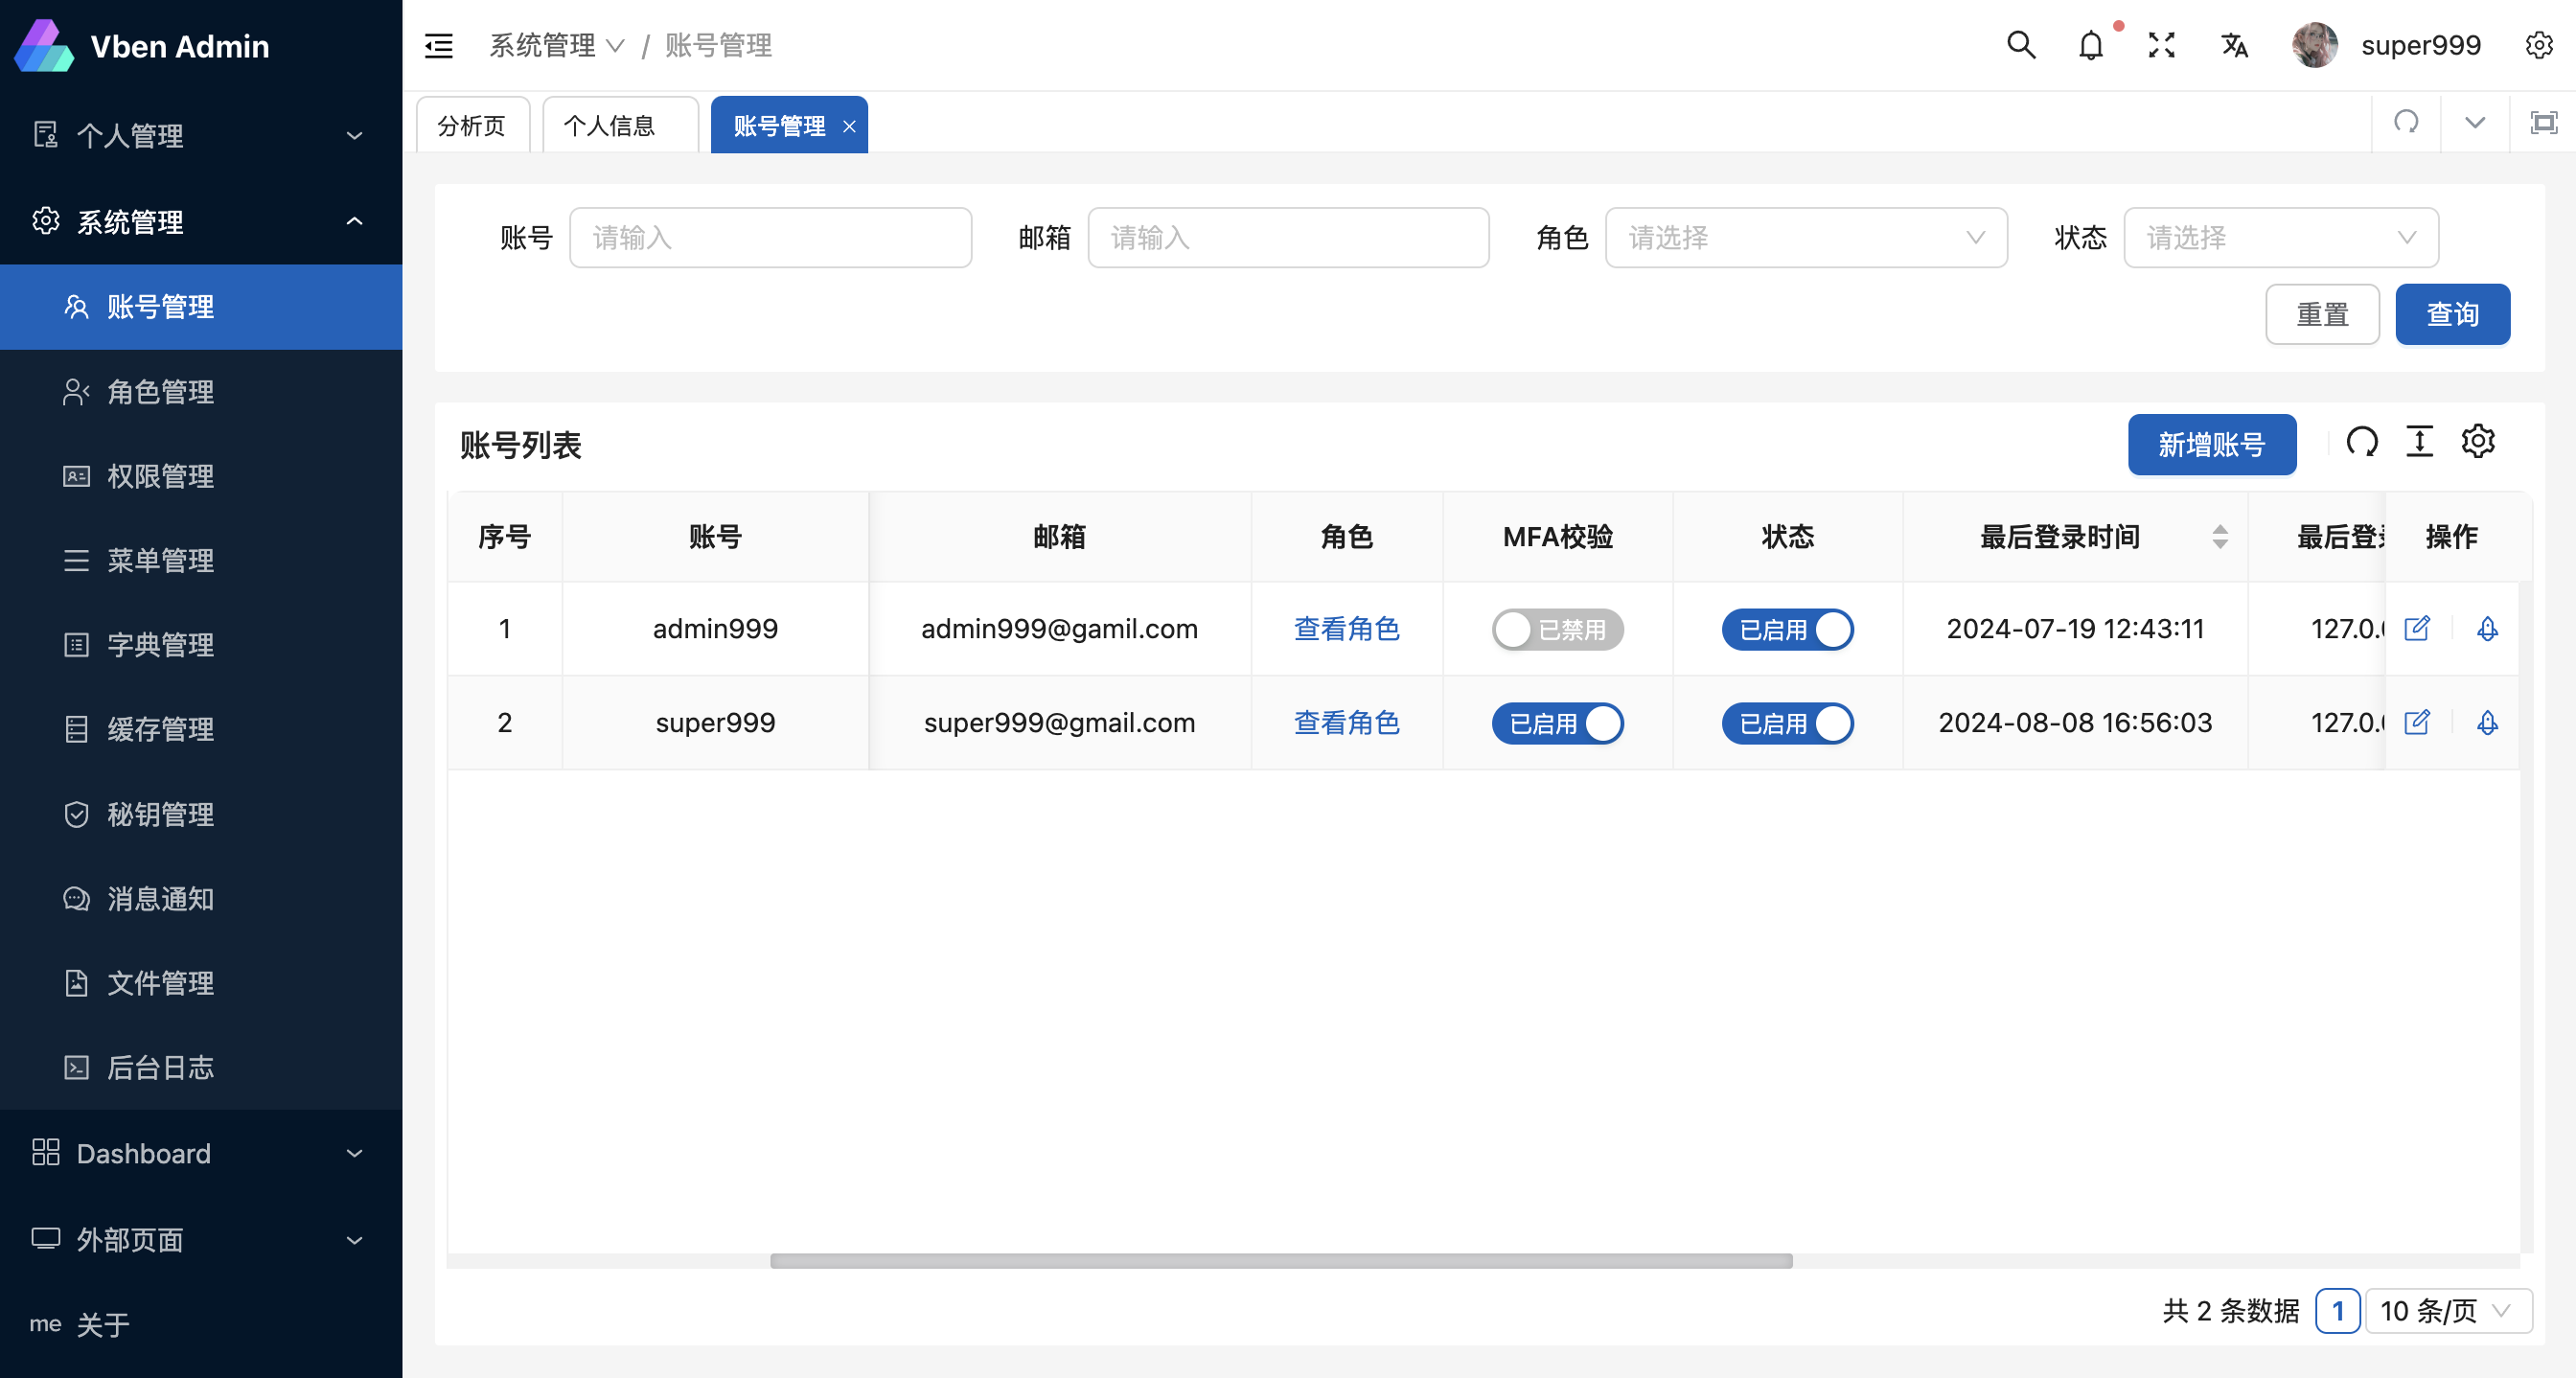 Vben Admin
个人管理
系统管理
账号管理
角色管理
权限管理
菜单管理
字典管理
缓存管理
秘钥管理
消息通知
文件管理
后台日志
Dashboard
外部页面
me 关于
系统管理 / 账号管理
super999
分析页 个人信息 账号管理
账号 请输入 邮箱 请输入 角色 请选择 状态 请选择
重置 查询
账号列表 新增账号
序号 账号 邮箱 角色 MFA校验 状态 最后登录时间 最后登 操作
1 admin999 admin999@gamil.com 查看角色 已禁用 已启用 2024-07-19 12:43:11 127.0.
2 super999 super999@gmail.com 查看角色 已启用 已启用 2024-08-08 16:56:03 127.0.
共 2 条数据 1 10 条/页